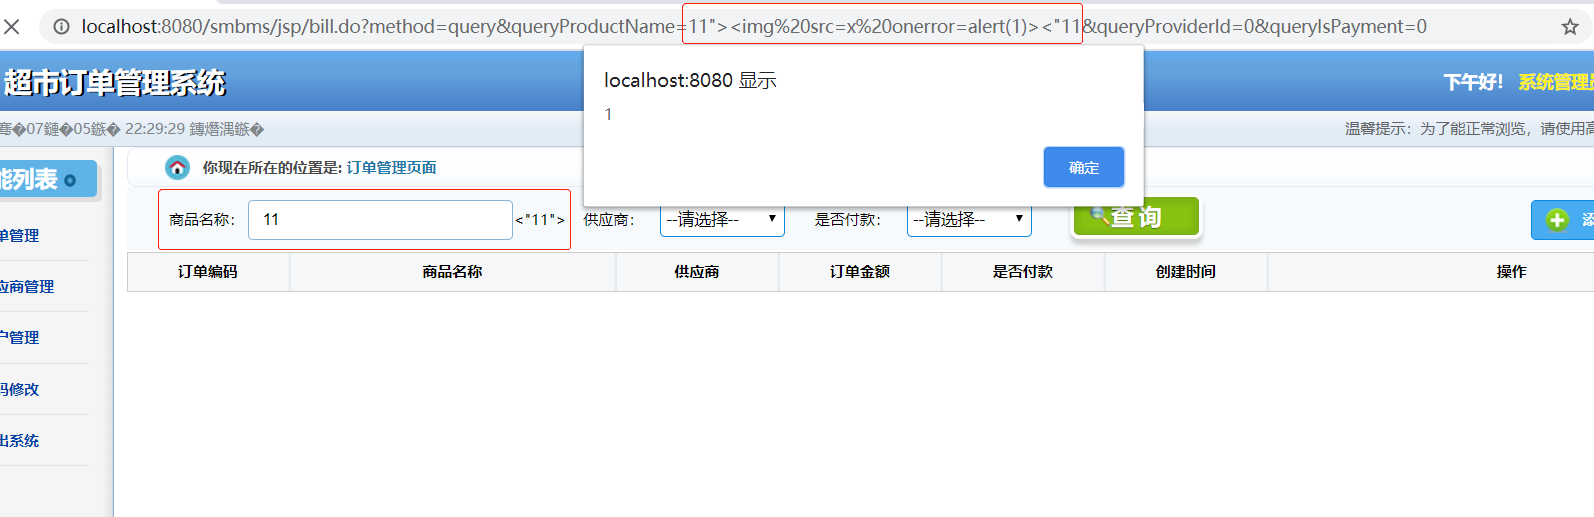 localhost:8080/smbms/jsp/bill.do?method=query&queryProductName=11"><img%20src=x%20onerror=alert(1)><"11&queryProviderId=0&queryIsPayment=0
localhost:8080 显示
1
确定
超市订单管理系统
下午好! 系统管理员
07鏈�05鏃� 22:29:29 鏄熸湡鏃�
温馨提示:为了能正常浏览,请使用高
能列表
你现在所在的位置是: 订单管理页面
商品名称: 11 <"11"> 供应商: --请选择-- 是否付款: --请选择-- 查询 添
单管理
应商管理
户管理
码修改
出系统
订单编码 商品名称 供应商 订单金额 是否付款 创建时间 操作